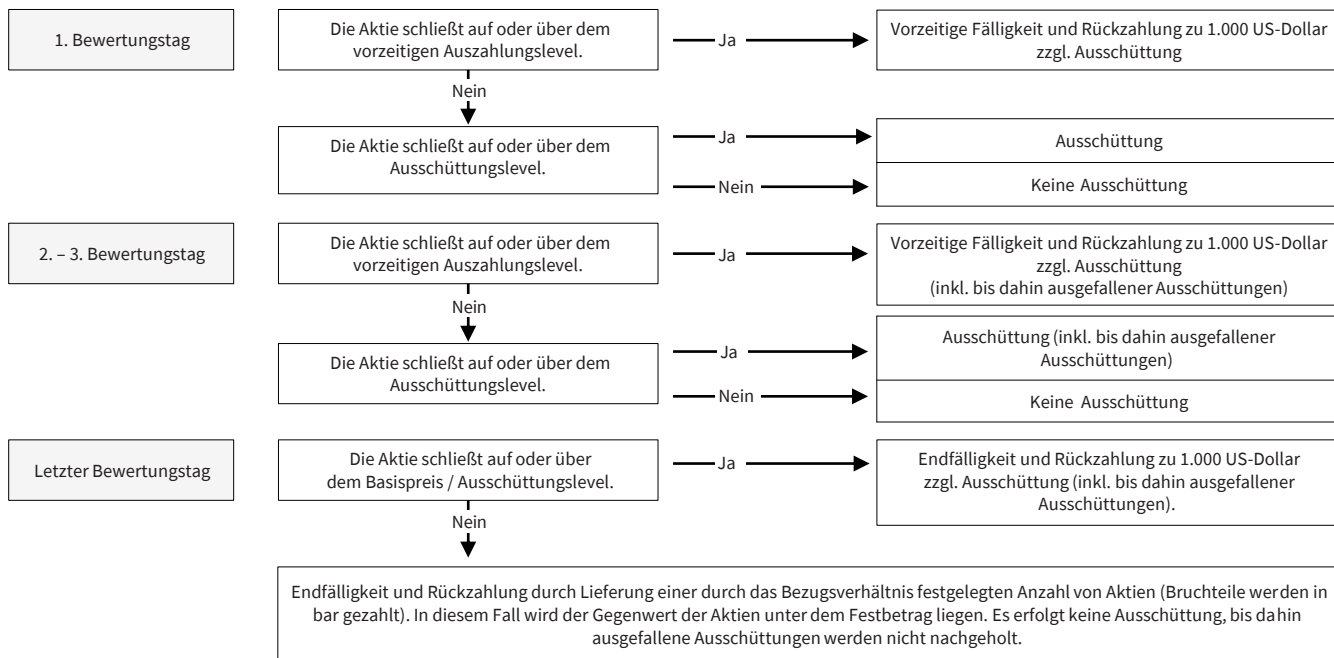 1. Bewertungstag
Die Aktie schließt auf oder über dem
vorzeitigen Auszahlungslevel.
Ja
Vorzeitige Fälligkeit und Rückzahlung zu 1.000 US-Dollar
zzgl. Ausschüttung
Nein
Die Aktie schließt auf oder über dem
Ausschüttungslevel.
Ja
Ausschüttung
Nein
Keine Ausschüttung
2. – 3. Bewertungstag
Die Aktie schließt auf oder über dem
vorzeitigen Auszahlungslevel.
Ja
Vorzeitige Fälligkeit und Rückzahlung zu 1.000 US-Dollar
zzgl. Ausschüttung
(inkl. bis dahin ausgefallener Ausschüttungen)
Nein
Die Aktie schließt auf oder über dem
Ausschüttungslevel.
Ja
Ausschüttung (inkl. bis dahin ausgefallener
Ausschüttungen)
Nein
Keine Ausschüttung
Letzter Bewertungstag
Die Aktie schließt auf oder über
dem Basispreis / Ausschüttungslevel.
Ja
Endfälligkeit und Rückzahlung zu 1.000 US-Dollar
zzgl. Ausschüttung (inkl. bis dahin ausgefallener
Ausschüttungen).
Nein
Endfälligkeit und Rückzahlung durch Lieferung einer durch das Bezugsverhältnis festgelegten Anzahl von Aktien (Bruchteile werden in
bar gezahlt). In diesem Fall wird der Gegenwert der Aktien unter dem Festbetrag liegen. Es erfolgt keine Ausschüttung, bis dahin
ausgefallene Ausschüttungen werden nicht nachgeholt.